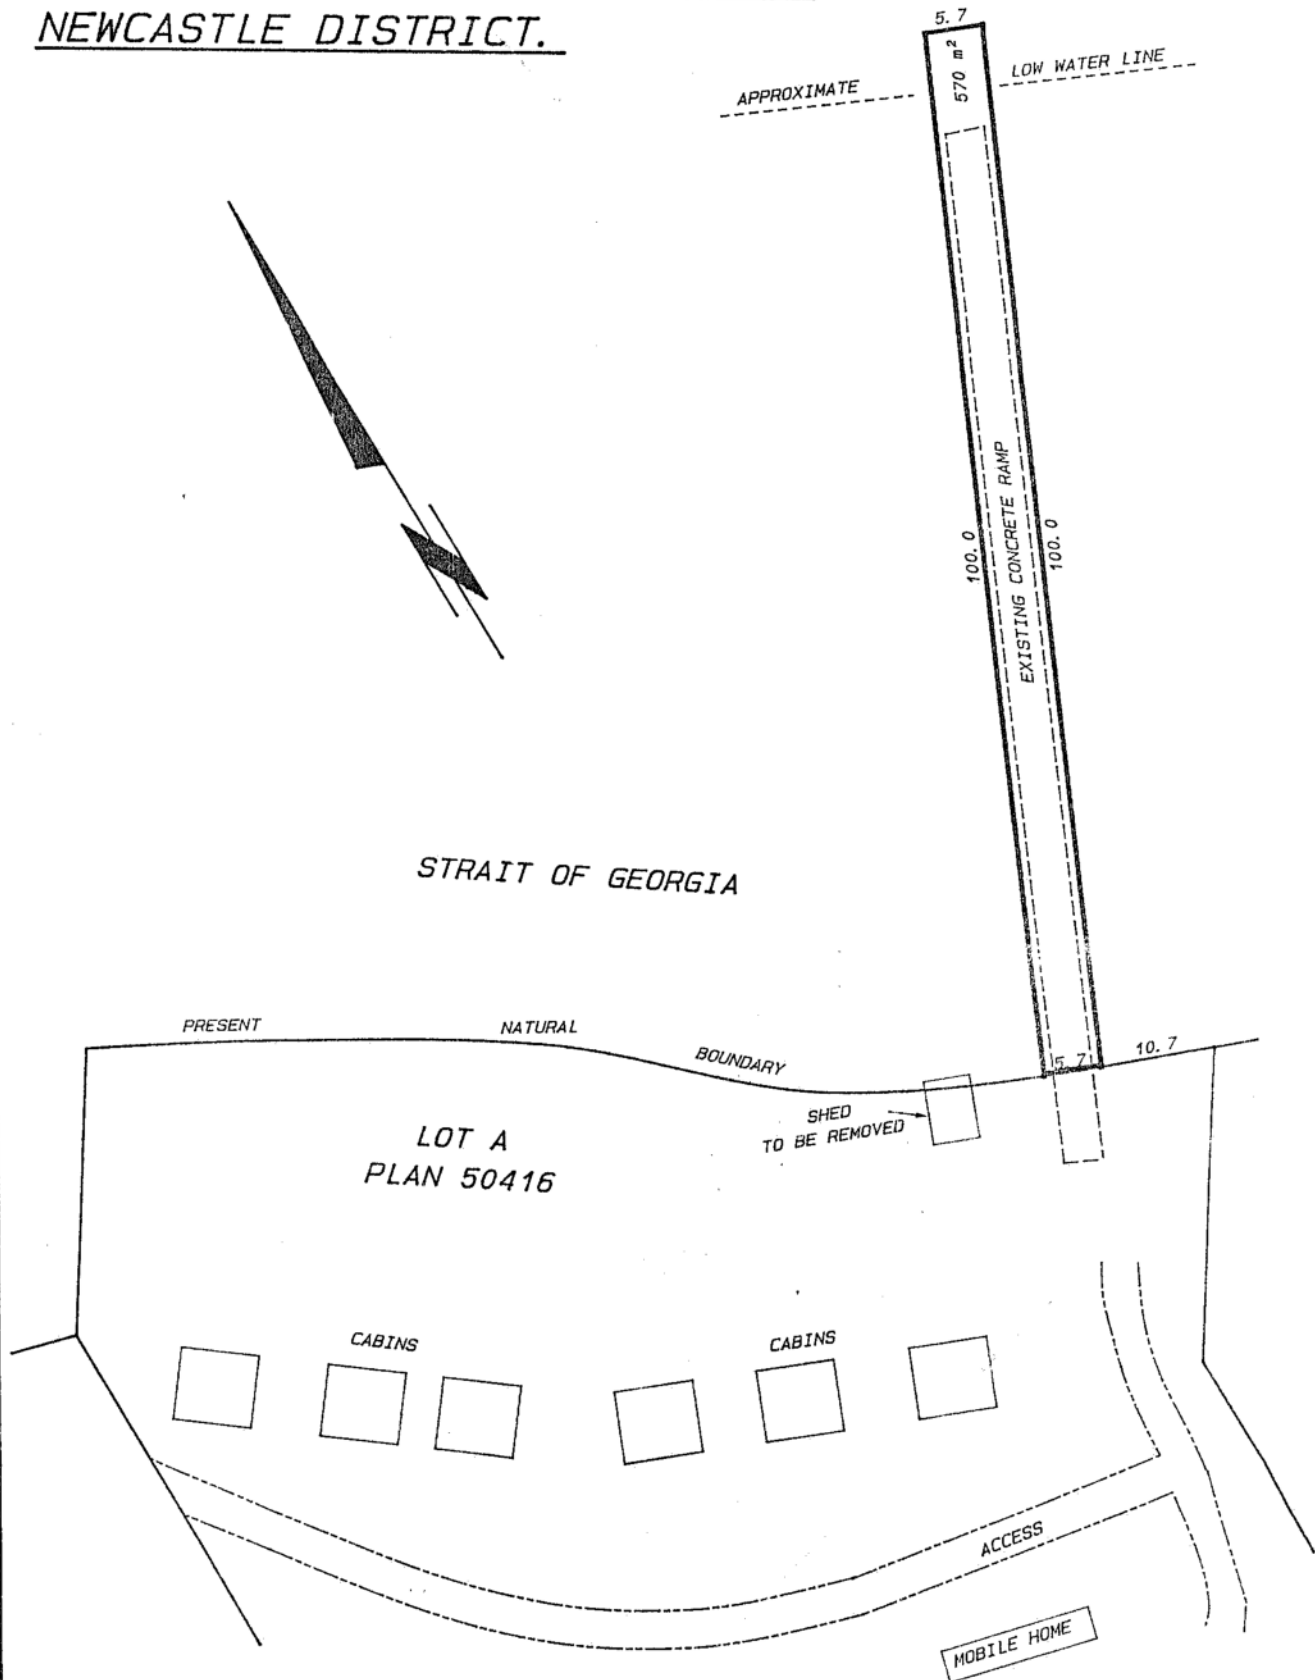 NEWCASTLE DISTRICT.
5.7
570 m²
APPROXIMATE
LOW WATER LINE
N
100.0
EXISTING CONCRETE RAMP
100.0
STRAIT OF GEORGIA
PRESENT
NATURAL
BOUNDARY
5.7
10.7
SHED
TO BE REMOVED
LOT A
PLAN 50416
CABINS
CABINS
ACCESS
MOBILE HOME